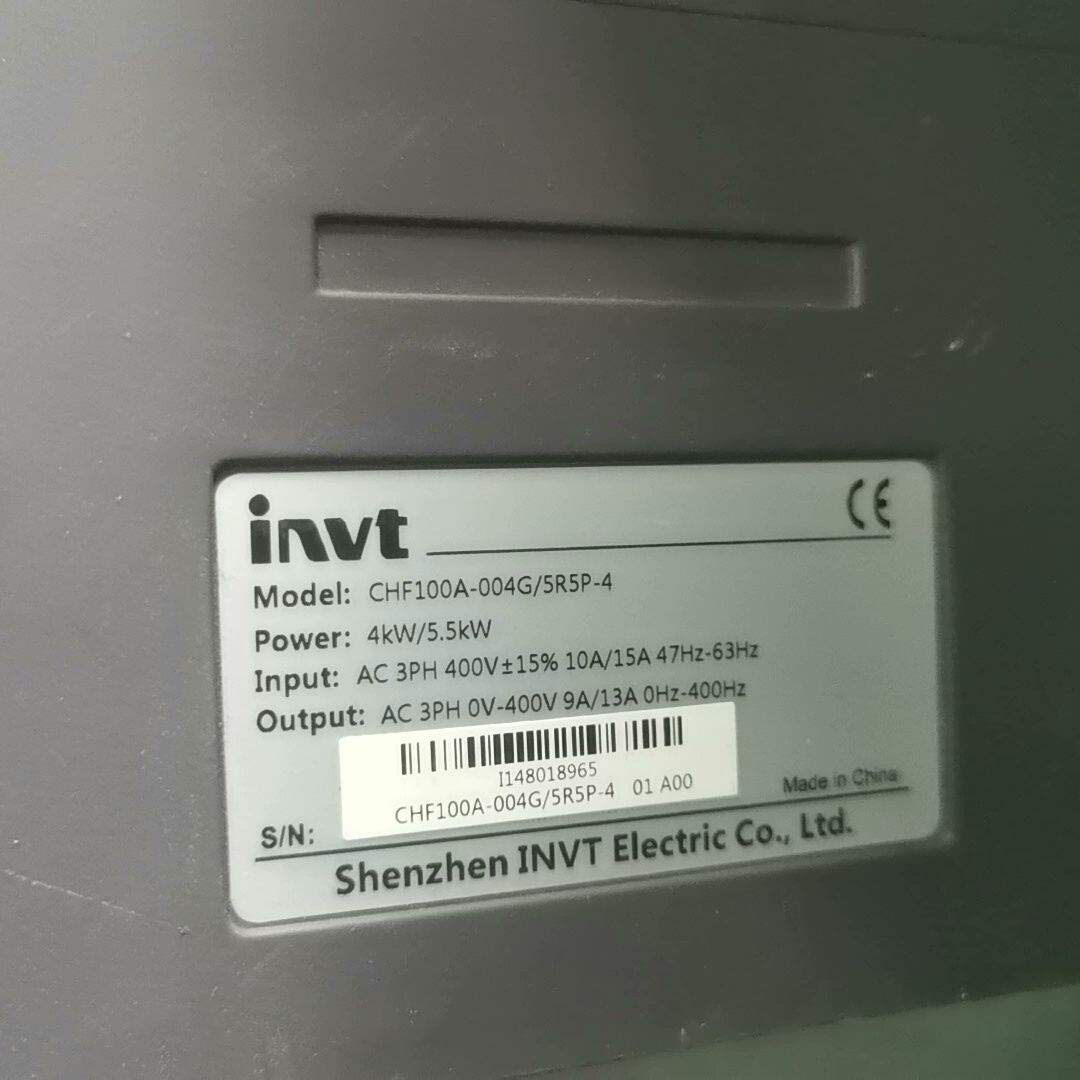 invt CE
Model: CHF100A-004G/5R5P-4
Power: 4kW/5.5kW
Input: AC 3PH 400V±15% 10A/15A 47Hz-63Hz
Output: AC 3PH 0V-400V 9A/13A 0Hz-400Hz
I148018965
CHF100A-004G/5R5P-4 01 A00
Made in China
S/N:
Shenzhen INVT Electric Co., Ltd.